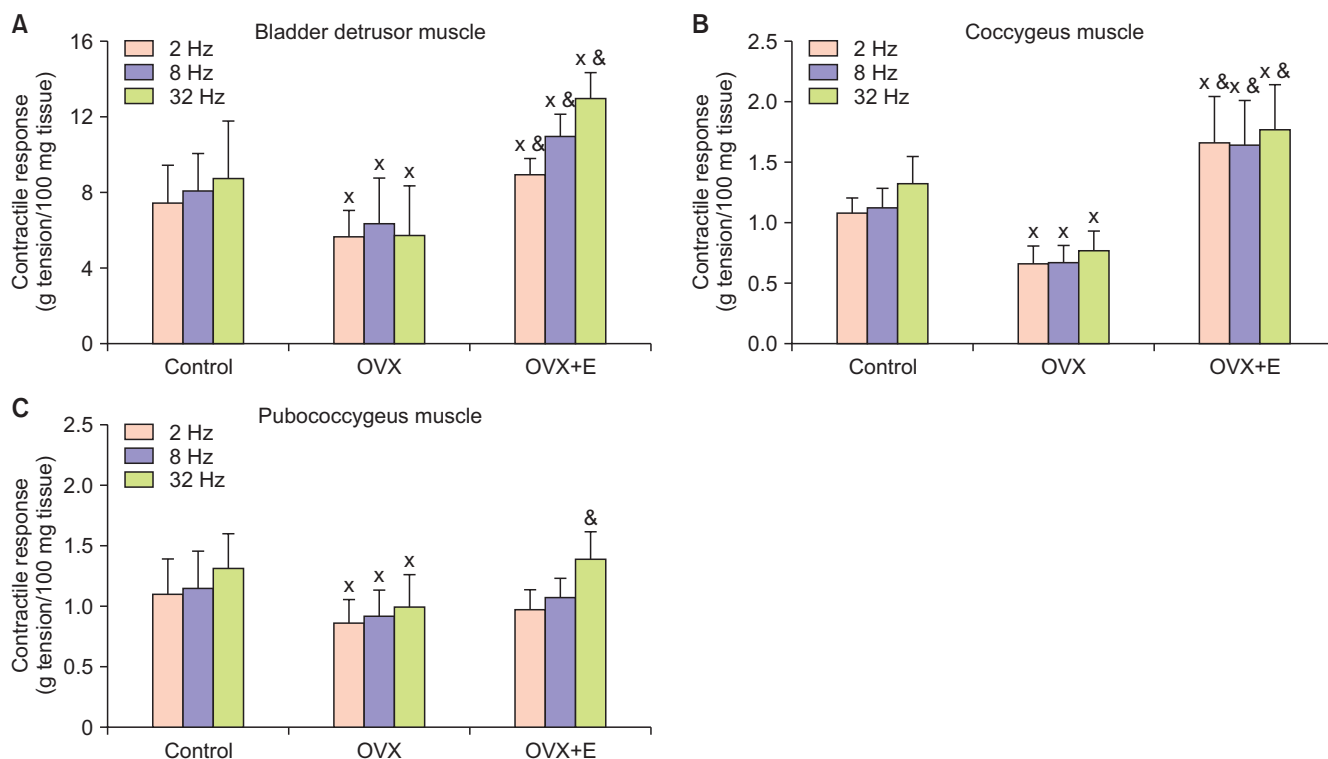 A
Bladder detrusor muscle
2 Hz
8 Hz
32 Hz
Contractile response
(g tension/100 mg tissue)
16
12
8
4
0
x
x
x
x &
x &
x &
Control
OVX
OVX+E
B
Coccygeus muscle
2 Hz
8 Hz
32 Hz
Contractile response
(g tension/100 mg tissue)
2.5
2.0
1.5
1.0
0.5
0.0
x
x
x
x &
x &
x &
Control
OVX
OVX+E
C
Pubococcygeus muscle
2 Hz
8 Hz
32 Hz
Contractile response
(g tension/100 mg tissue)
2.5
2.0
1.5
1.0
0.5
0
x
x
x
&
Control
OVX
OVX+E